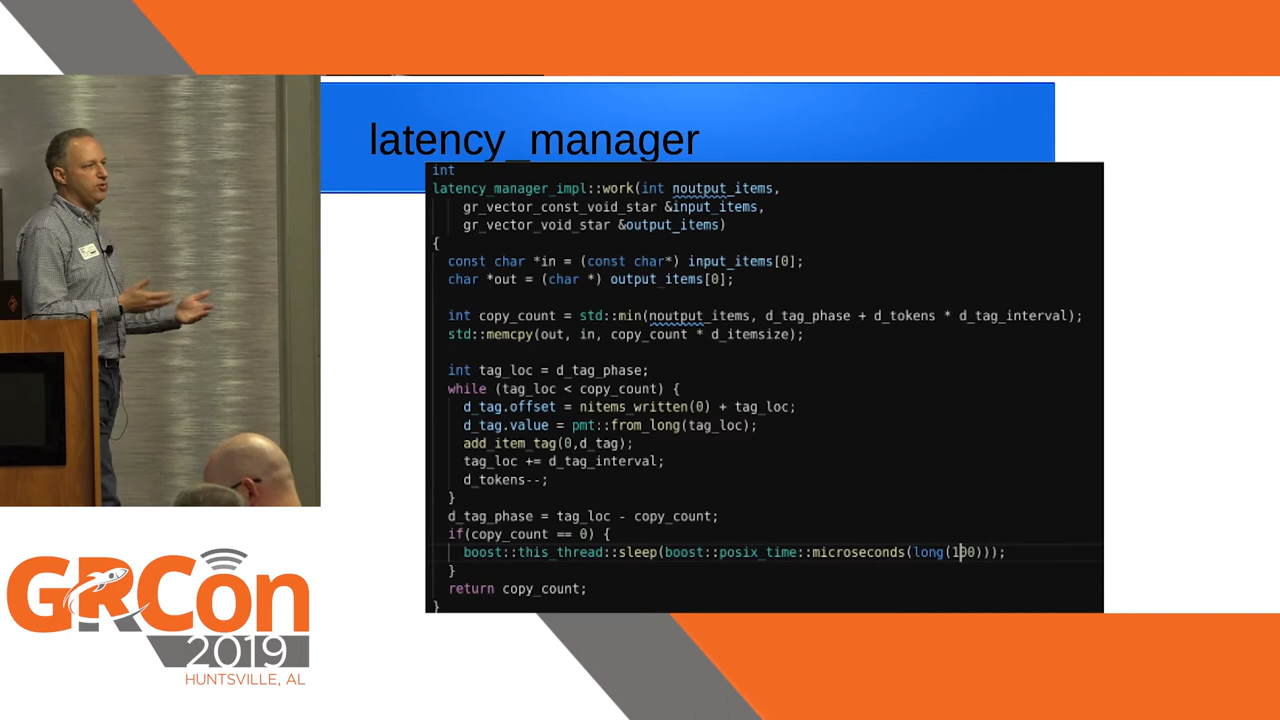 latency_manager
int
latency_manager_impl::work(int noutput_items,
gr_vector_const_void_star &input_items,
gr_vector_void_star &output_items)
{
const char *in = (const char*) input_items[0];
char *out = (char *) output_items[0];
int copy_count = std::min(noutput_items, d_tag_phase + d_tokens * d_tag_interval);
std::memcpy(out, in, copy_count * d_itemsize);
int tag_loc = d_tag_phase;
while (tag_loc < copy_count) {
d_tag.offset = nitems_written(0) + tag_loc;
d_tag.value = pmt::from_long(tag_loc);
add_item_tag(0,d_tag);
tag_loc += d_tag_interval;
d_tokens--;
}
d_tag_phase = tag_loc - copy_count;
if(copy_count == 0) {
boost::this_thread::sleep(boost::posix_time::microseconds(long(100)));
}
return copy_count;
}
GRCon
2019
HUNTSVILLE, AL